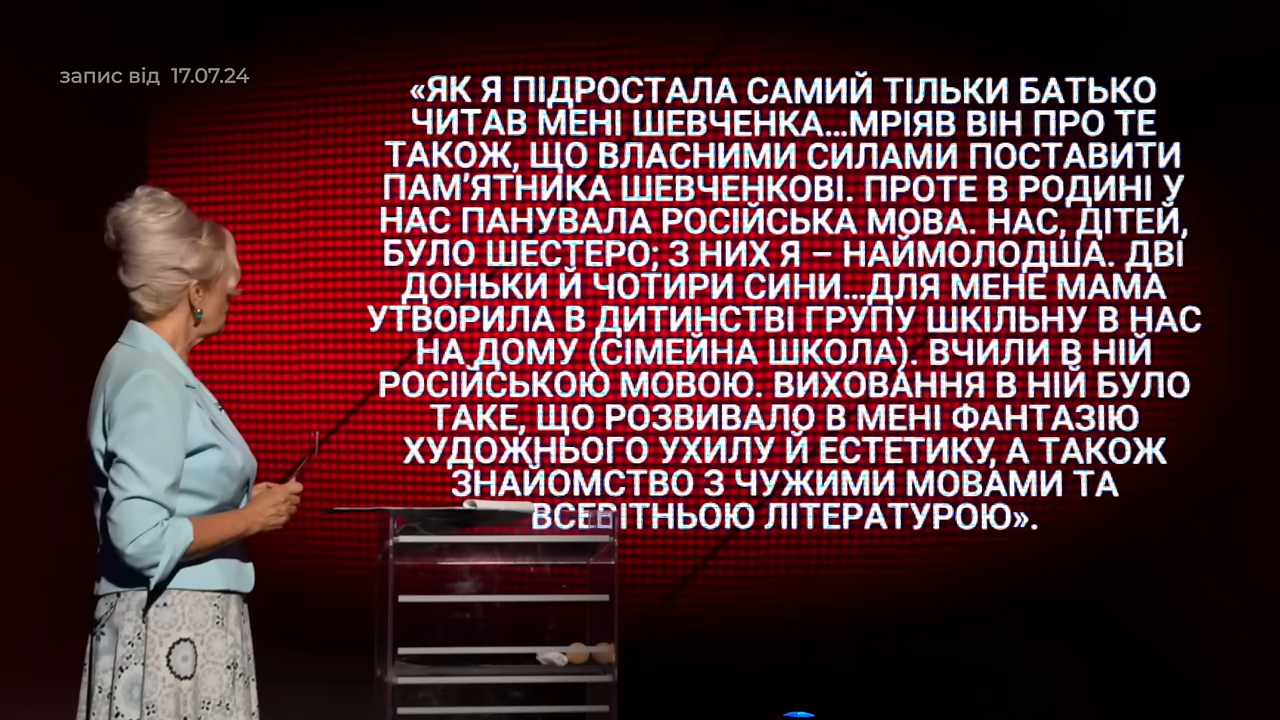 запис від 17.07.24
«ЯК Я ПІДРОСТАЛА САМИЙ ТІЛЬКИ БАТЬКО
ЧИТАВ МЕНІ ШЕВЧЕНКА...МРІЯВ ВІН ПРО ТЕ
ТАКОЖ, ЩО ВЛАСНИМИ СИЛАМИ ПОСТАВИТИ
ПАМ’ЯТНИКА ШЕВЧЕНКОВІ. ПРОТЕ В РОДИНІ У
НАС ПАНУВАЛА РОСІЙСЬКА МОВА. НАС, ДІТЕЙ,
БУЛО ШЕСТЕРО; З НИХ Я – НАЙМОЛОДША. ДВІ
ДОНЬКИ Й ЧОТИРИ СИНИ...ДЛЯ МЕНЕ МАМА
УТВОРИЛА В ДИТИНСТВІ ГРУПУ ШКІЛЬНУ В НАС
НА ДОМУ (СІМЕЙНА ШКОЛА). ВЧИЛИ В НІЙ
РОСІЙСЬКОЮ МОВОЮ. ВИХОВАННЯ В НІЙ БУЛО
ТАКЕ, ЩО РОЗВИВАЛО В МЕНІ ФАНТАЗІЮ
ХУДОЖНЬОГО УХИЛУ Й ЕСТЕТИКУ, А ТАКОЖ
ЗНАЙОМСТВО З ЧУЖИМИ МОВАМИ ТА
ВСЕСВІТНЬОЮ ЛІТЕРАТУРОЮ».